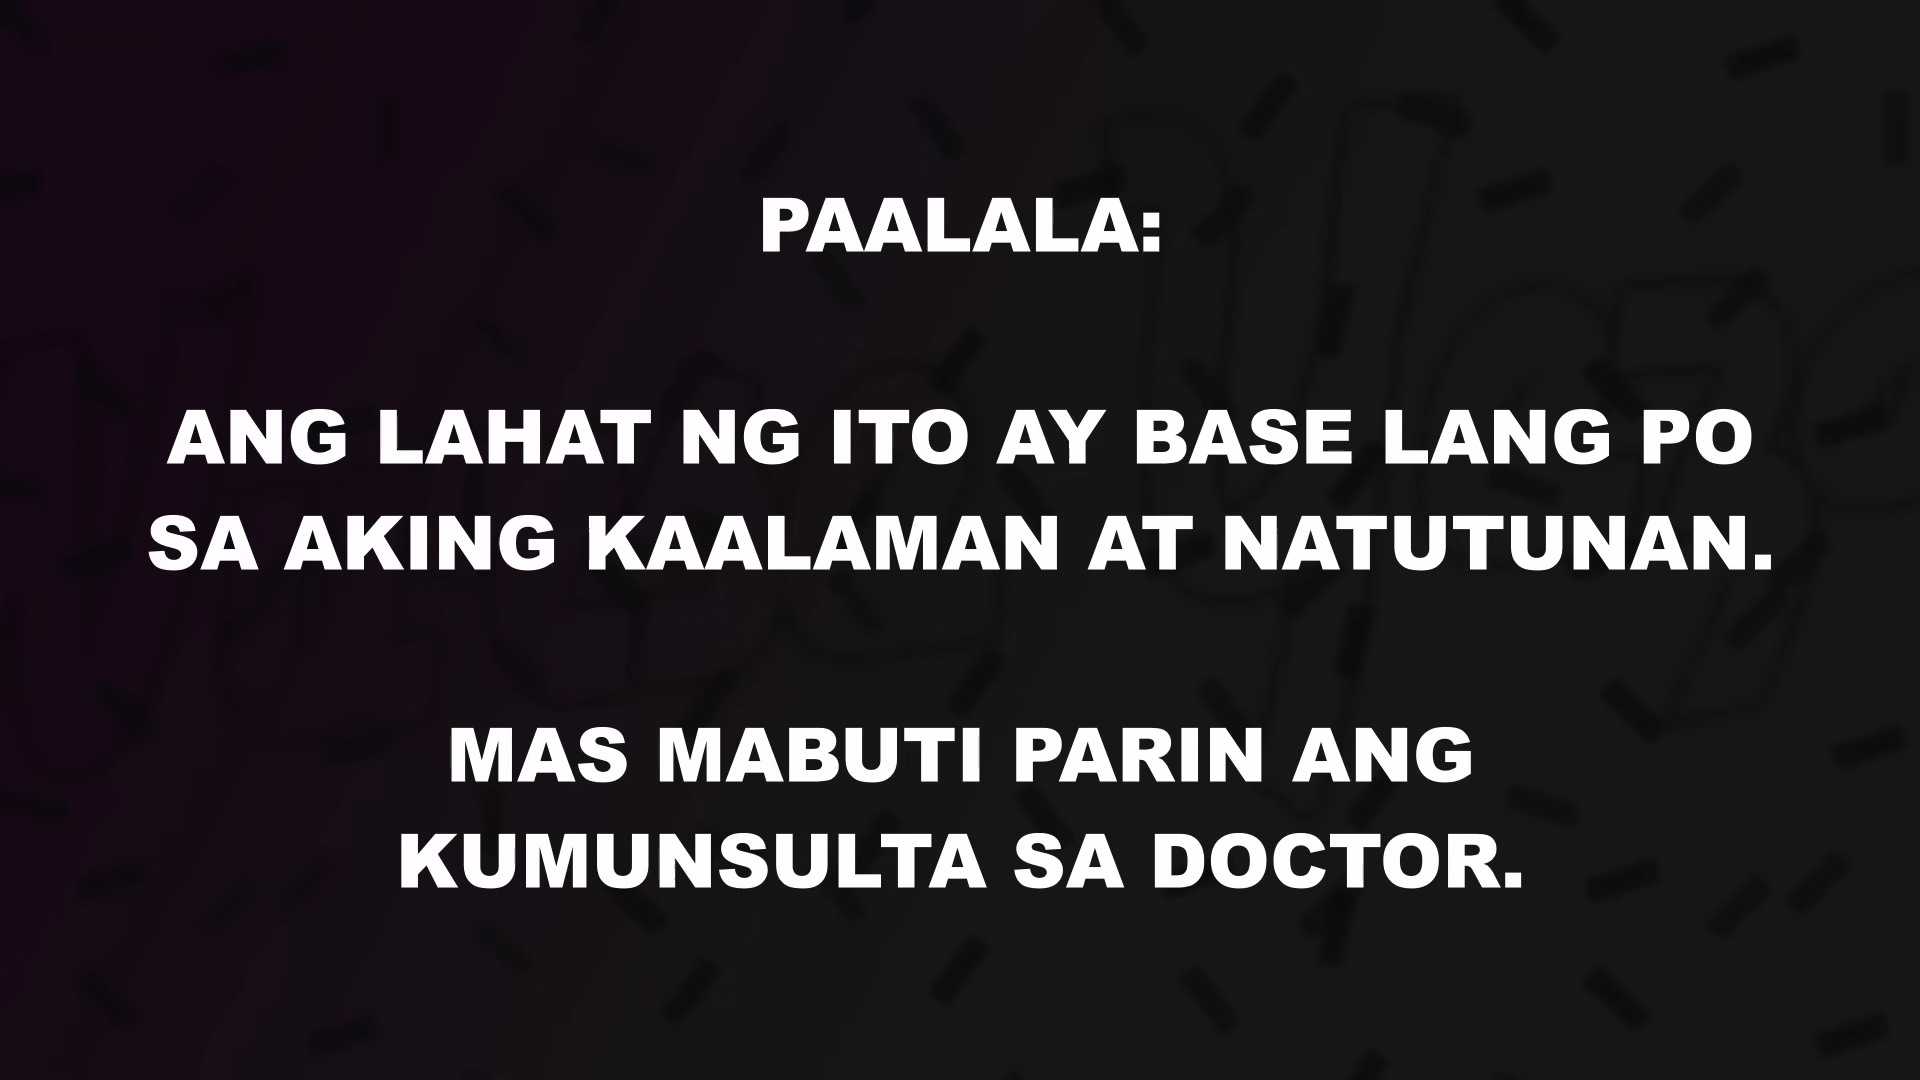 PAALALA:
ANG LAHAT NG ITO AY BASE LANG PO
SA AKING KAALAMAN AT NATUTUNAN.
MAS MABUTI PARIN ANG
KUMUNSULTA SA DOCTOR.